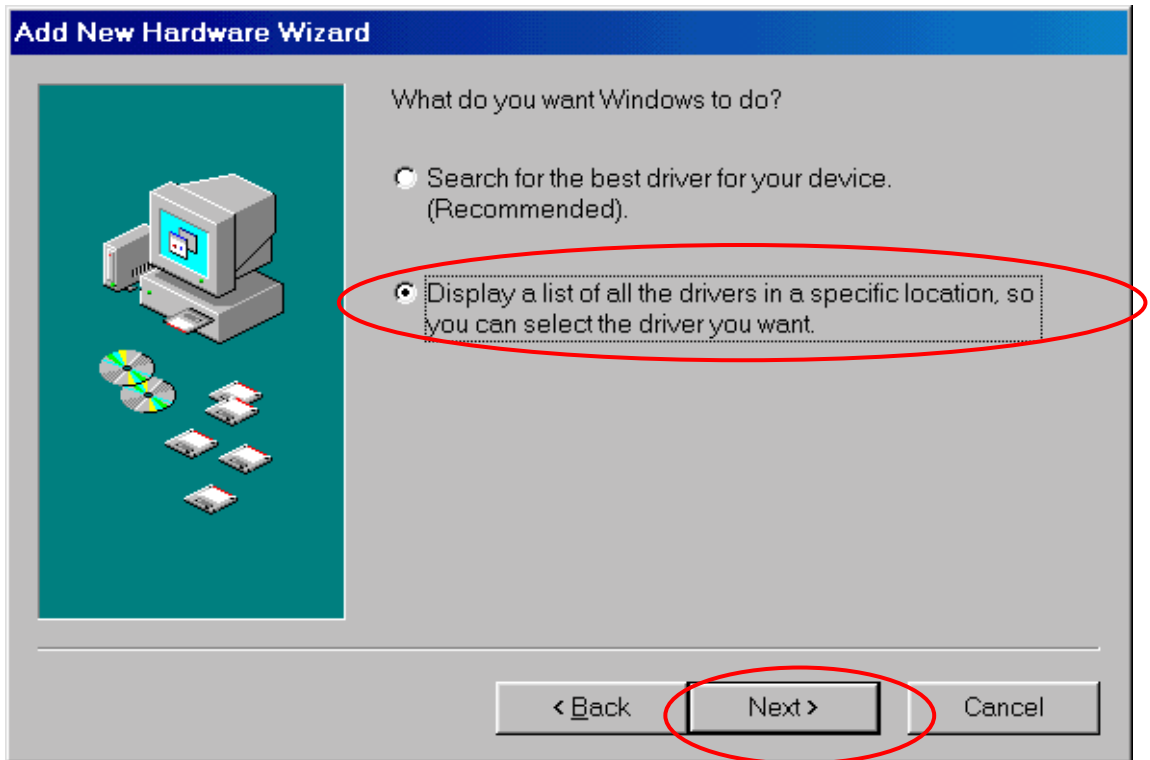 Add New Hardware Wizard
What do you want Windows to do?
Search for the best driver for your device.
(Recommended).
Display a list of all the drivers in a specific location, so
you can select the driver you want.
< Back
Next >
Cancel